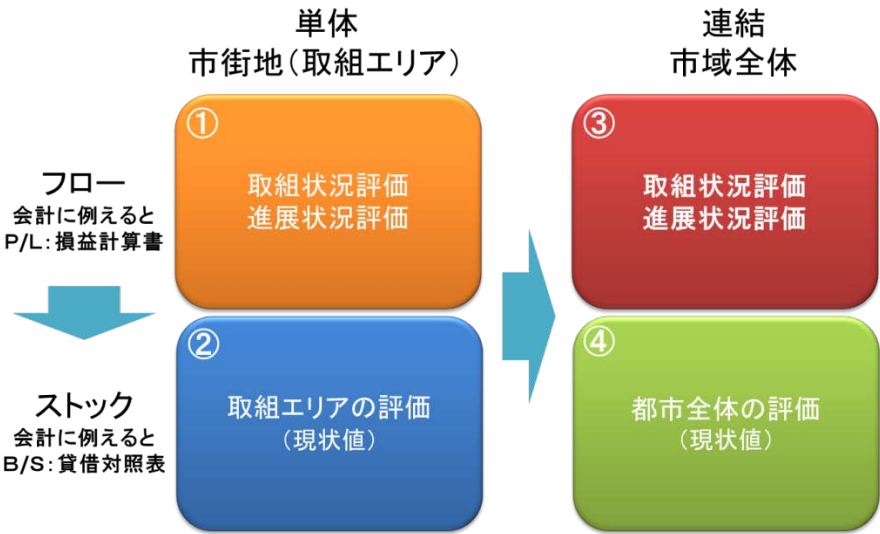 単体
市街地（取組エリア）
連結
市域全体
フロー
会計に例えると
P/L：損益計算書
①
取組状況評価
進展状況評価
③
取組状況評価
進展状況評価
ストック
会計に例えると
B/S：貸借対照表
②
取組エリアの評価
（現状値）
④
都市全体の評価
（現状値）